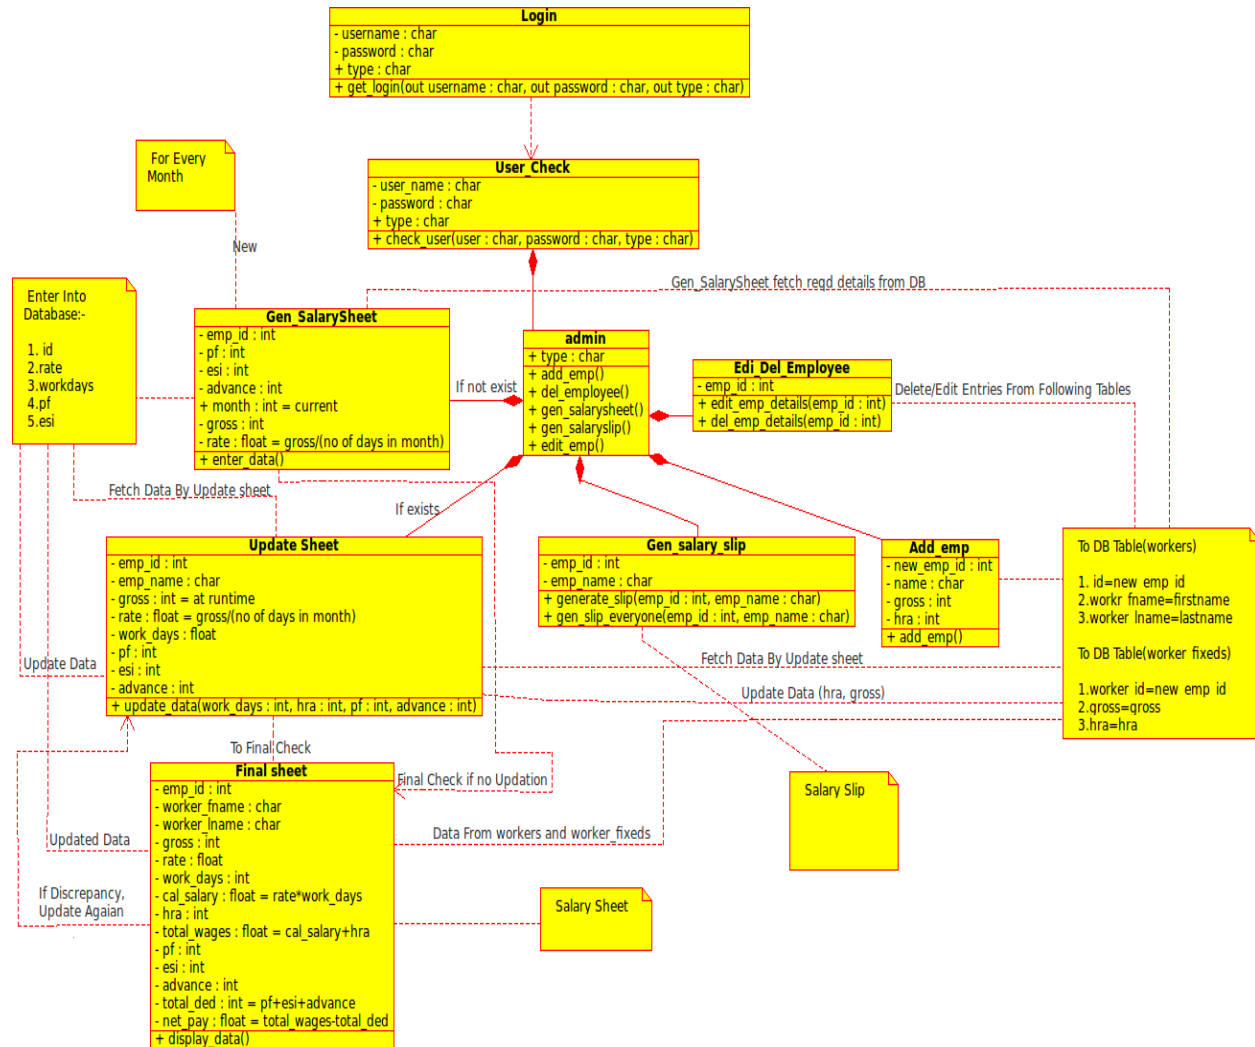 Login
- username : char
- password : char
+ type : char
+ get_login(out username : char, out password : char, out type : char)
For Every
Month
New
User_Check
- user_name : char
- password : char
+ type : char
+ check_user(user : char, password : char, type : char)
Enter Into
Database:-
1. id
2.rate
3.workdays
4.pf
5.esi
Gen_SalarySheet fetch reqd details from DB
Gen_SalarySheet
- emp_id : int
- pf : int
- esi : int
- advance : int
+ month : int = current
- gross : int
- rate : float = gross/(no of days in month)
+ enter_data()
If not exist
admin
+ type : char
+ add_emp()
+ del_employee()
+ gen_salarysheet()
+ gen_salaryslip()
+ edit_emp()
Edi_Del_Employee
- emp_id : int
+ edit_emp_details(emp_id : int)
+ del_emp_details(emp_id : int)
Delete/Edit Entries From Following Tables
Fetch Data By Update sheet
If exists
Update Sheet
- emp_id : int
- emp_name : char
- gross : int = at runtime
- rate : float = gross/(no of days in month)
- work_days : float
- pf : int
- esi : int
- advance : int
+ update_data(work_days : int, hra : int, pf : int, advance : int)
Gen_salary_slip
- emp_id : int
- emp_name : char
+ generate_slip(emp_id : int, emp_name : char)
+ gen_slip_everyone(emp_id : int, emp_name : char)
Add_emp
- new_emp_id : int
- name : char
- gross : int
- hra : int
+ add_emp()
To DB Table(workers)
1. id=new emp id
2.workr fname=firstname
3.worker lname=lastname
To DB Table(worker fixeds)
1.worker id=new emp id
2.gross=gross
3.hra=hra
Update Data
Fetch Data By Update sheet
Update Data (hra, gross)
To Final Check
Final Check if no Updation
Final sheet
- emp_id : int
- worker_fname : char
- worker_lname : char
- gross : int
- rate : float
- work_days : int
- cal_salary : float = rate*work_days
- hra : int
- total_wages : float = cal_salary+hra
- pf : int
- esi : int
- advance : int
- total_ded : int = pf+esi+advance
- net_pay : float = total_wages-total_ded
+ display_data()
Updated Data
Data From workers and worker_fixeds
If Discrepancy,
Update Agaian
Salary Slip
Salary Sheet